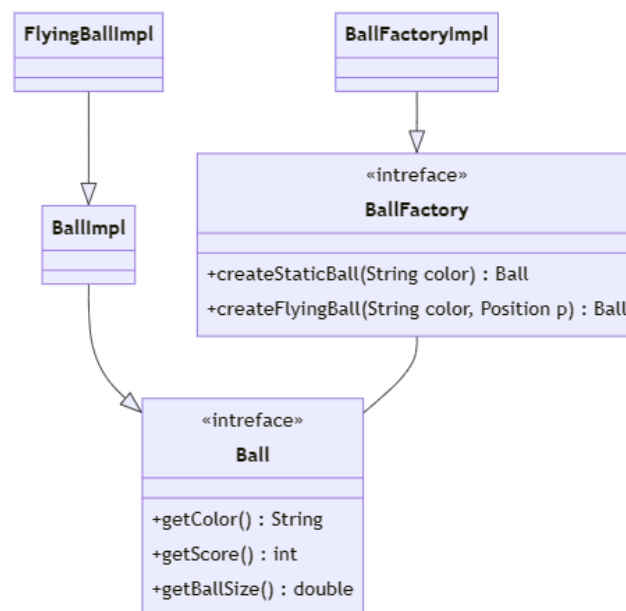 FlyingBallImpl
BallFactoryImpl
BallImpl
«intreface»
BallFactory
+createStaticBall(String color) : Ball
+createFlyingBall(String color, Position p) : Ball
«intreface»
Ball
+getColor() : String
+getScore() : int
+getBallSize() : double